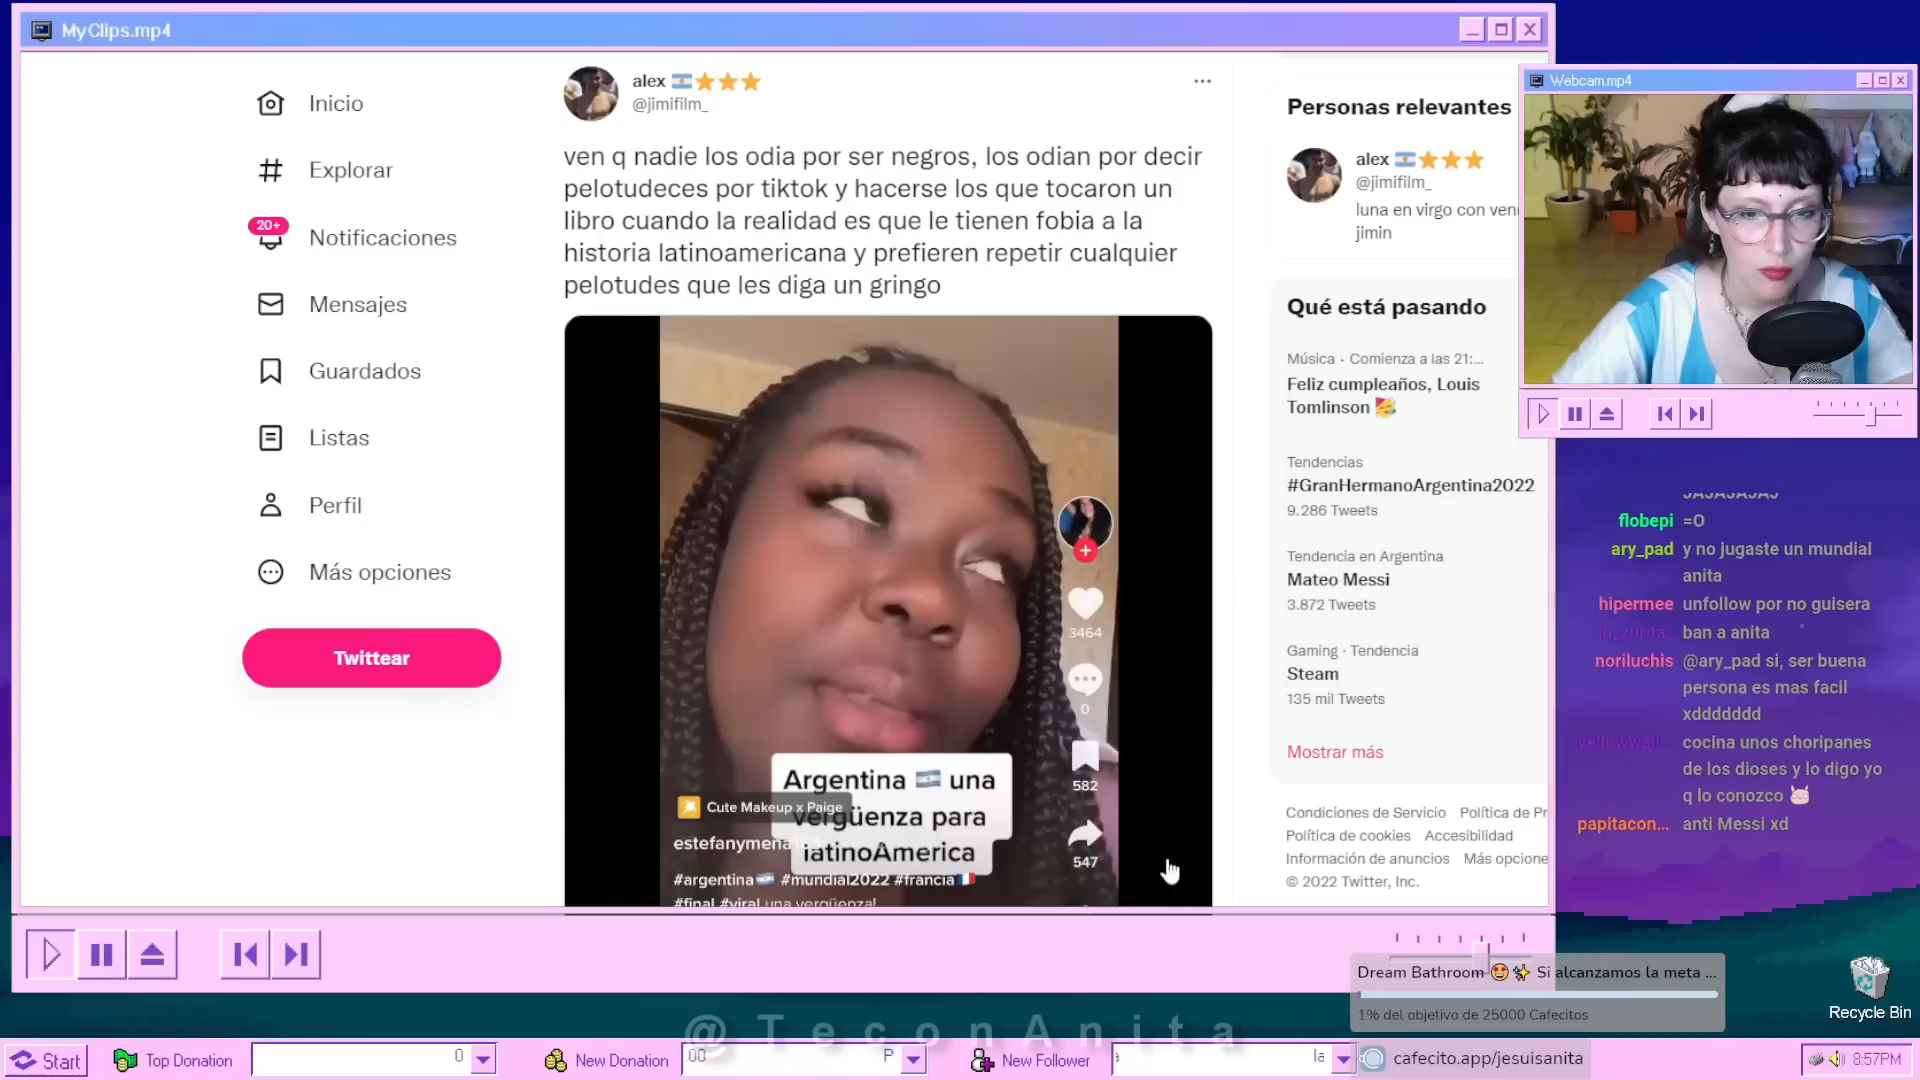 MyClips.mp4
Inicio
Explorar
20+
Notificaciones
Mensajes
Guardados
Listas
Perfil
Más opciones
Twittear
alex
@jimifilm_
ven q nadie los odia por ser negros, los odian por decir
pelotudeces por tiktok y hacerse los que tocaron un
libro cuando la realidad es que le tienen fobia a la
historia latinoamericana y prefieren repetir cualquier
pelotudes que les diga un gringo
3464
0
582
547
Argentina 🇦🇷 una
vergüenza para
latinoAmerica
Cute Makeup x Paige
#argentina🇦🇷 #mundial2022 #francia🇫🇷
#final #viral una vergüenza!
Personas relevantes
alex
@jimifilm_
luna en virgo con
jimin
Qué está pasando
Música · Comienza a las 21:...
Feliz cumpleaños, Louis
Tomlinson 🥳
Tendencias
#GranHermanoArgentina2022
9.286 Tweets
Tendencia en Argentina
Mateo Messi
3.872 Tweets
Gaming · Tendencia
Steam
135 mil Tweets
Mostrar más
Condiciones de Servicio Política de Pr
Política de cookies Accesibilidad
Información de anuncios Más opcione
© 2022 Twitter, Inc.
Webcam.mp4
JAJAJAJAJ
flobepi =O
ary_pad y no jugaste un mundial
anita
hipermee unfollow por no guisera
ban a anita
noriluchis @ary_pad si, ser buena
persona es mas facil
xddddddd
cocina unos choripanes
de los dioses y lo digo yo
q lo conozco
papitacon... anti Messi xd
Dream Bathroom 🤩✨ Si alcanzamos la meta ...
1% del objetivo de 25000 Cafecitos
Recycle Bin
@TeconAnita
Start
Top Donation
0
New Donation
.00
P
New Follower
la
cafecito.app/jesuisanita
8:57PM